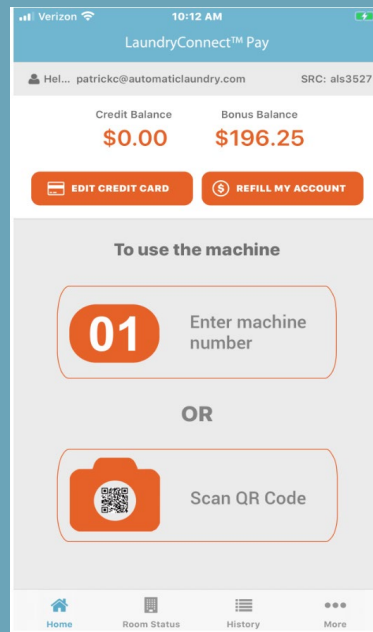 Verizon 10:12 AM
LaundryConnect™ Pay
Hel... patrickc@automaticlaundry.com SRC: als3527
Credit Balance Bonus Balance
$0.00 $196.25
EDIT CREDIT CARD $ REFILL MY ACCOUNT
To use the machine
01 Enter machine
number
OR
Scan QR Code
Home Room Status History More